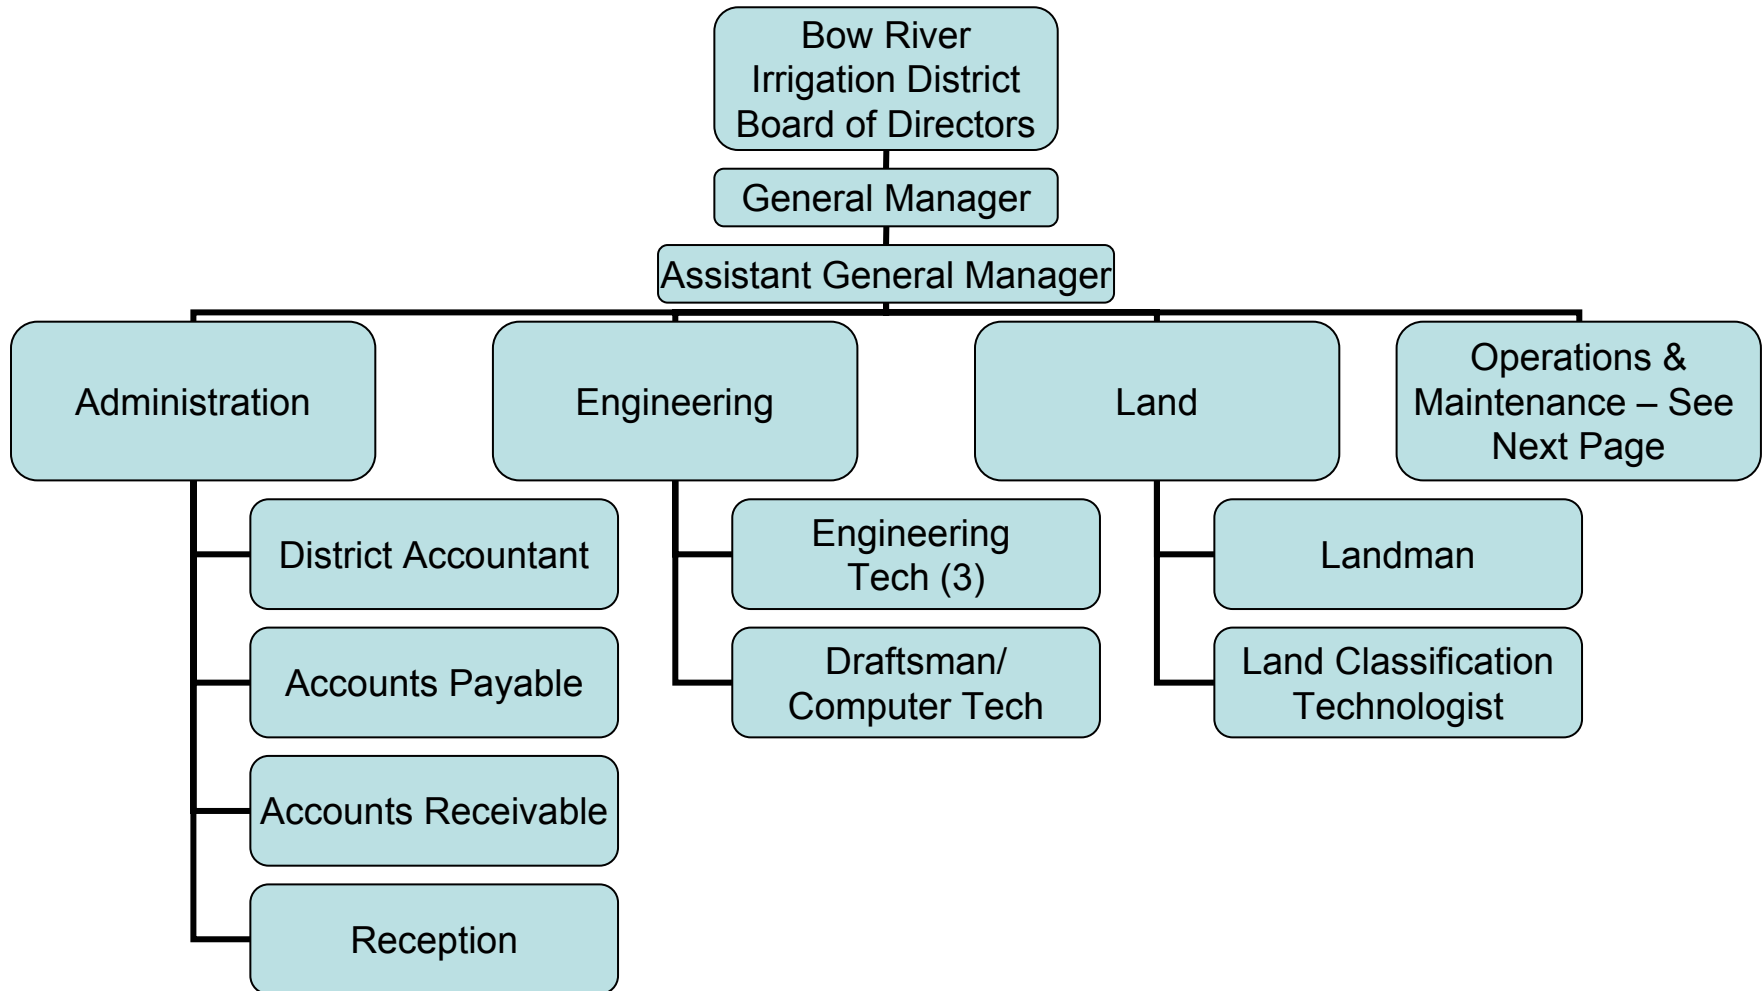 Bow River
Irrigation District
Board of Directors
General Manager
Assistant General Manager
Administration
Engineering
Land
Operations &
Maintenance – See
Next Page
District Accountant
Accounts Payable
Accounts Receivable
Reception
Engineering
Tech (3)
Draftsman/
Computer Tech
Landman
Land Classification
Technologist